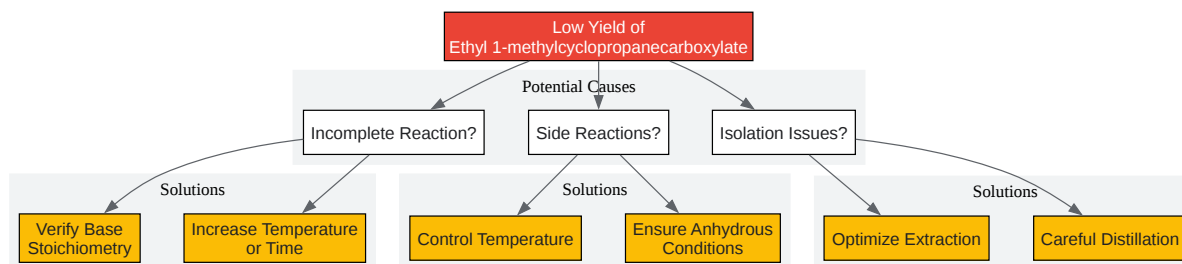 Low Yield of
Ethyl 1-methylcyclopropanecarboxylate
Potential Causes
Incomplete Reaction?
Side Reactions?
Isolation Issues?
Solutions
Verify Base
Stoichiometry
Increase Temperature
or Time
Solutions
Control Temperature
Ensure Anhydrous
Conditions
Solutions
Optimize Extraction
Careful Distillation